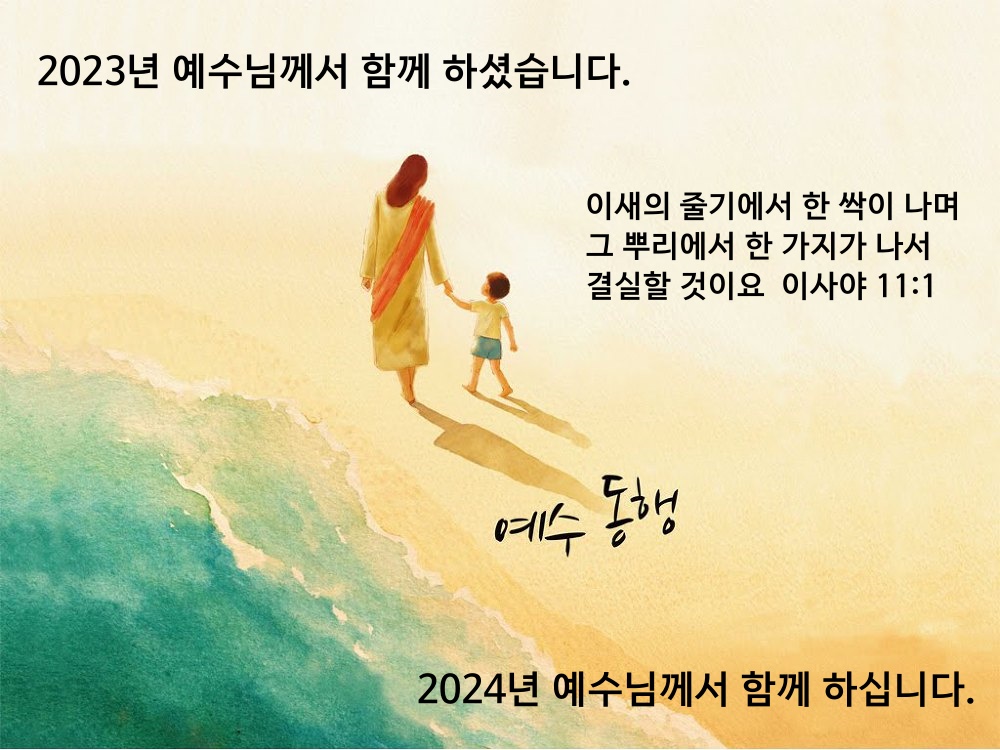 2023년 예수님께서 함께 하셨습니다.
이새의 줄기에서 한 싹이 나며
그 뿌리에서 한 가지가 나서
결실할 것이요  이사야 11:1
예수 동행
2024년 예수님께서 함께 하십니다.